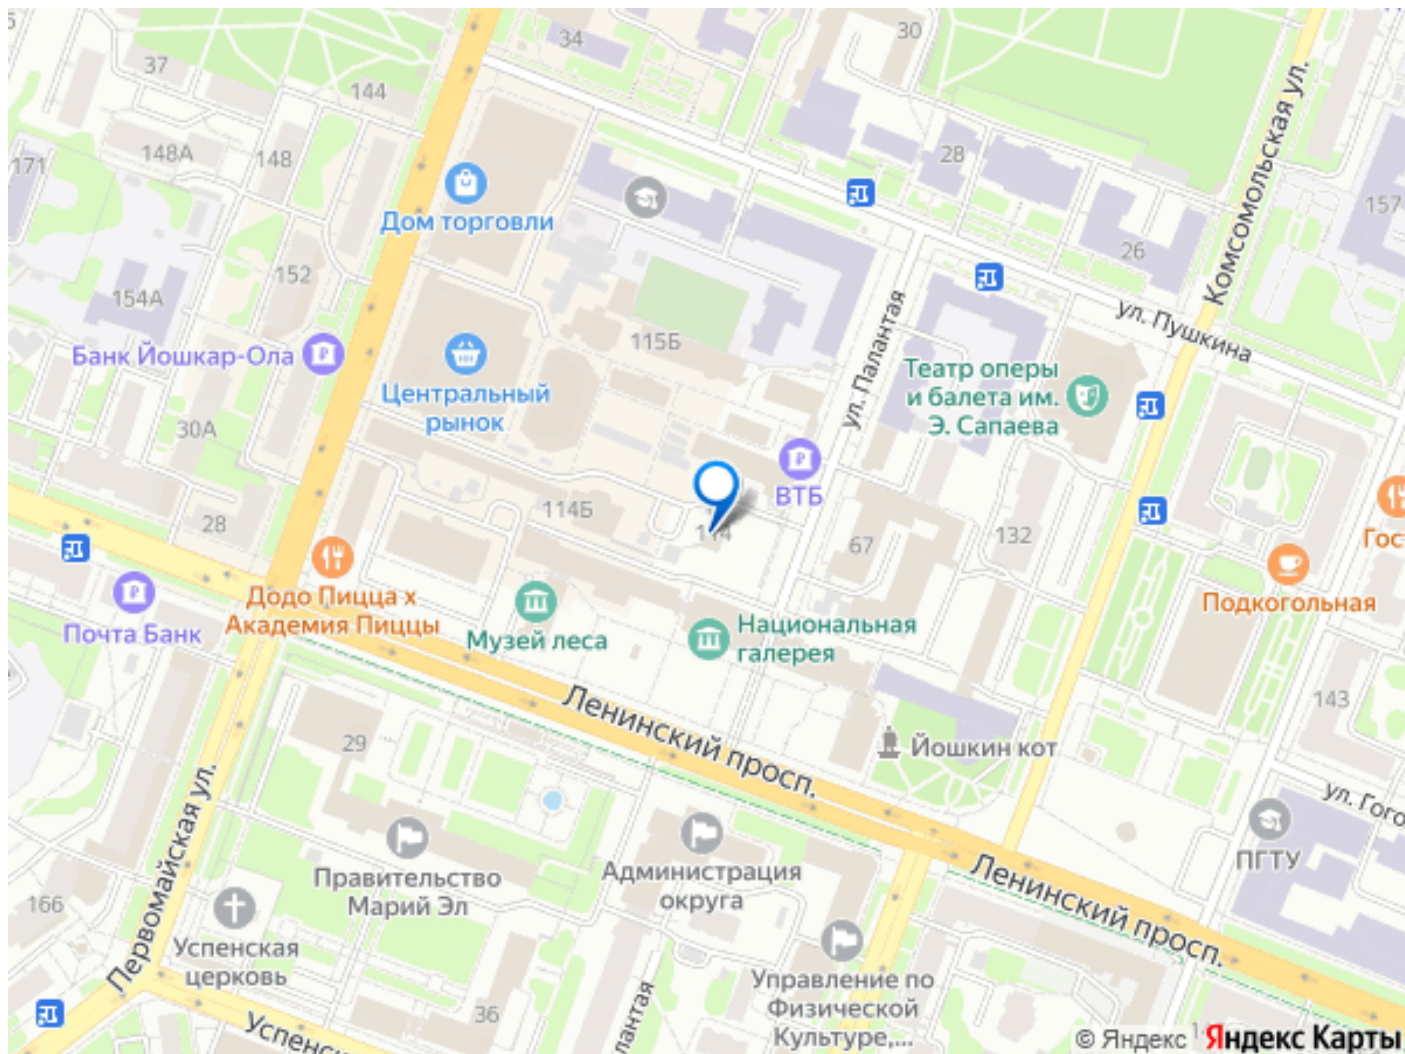 34
30
37
144
Комсомольская ул.
148А
148
171
28
157
Дом торговли
26
152
154А
ул. Пушкина
115Б
Банк Йошкар-Ола
ул. Палантая
Театр оперы
и балета им.
Э. Сапаева
Центральный
рынок
30А
ВТБ
114Б
28
114
67
132
Гос
Додо Пицца х
Академия Пиццы
Подкогольная
Почта Банк
Музей леса
Национальная
галерея
143
Ленинский просп.
29
Йошкин кот
Первомайская ул.
ул. Гого
ПГТУ
Правительство
Марий Эл
Администрация
округа
Ленинский просп.
166
Успенская
церковь
Управление по
Физической
Культуре,...
36
лантая
Успенс
© Яндекс
Яндекс Карты